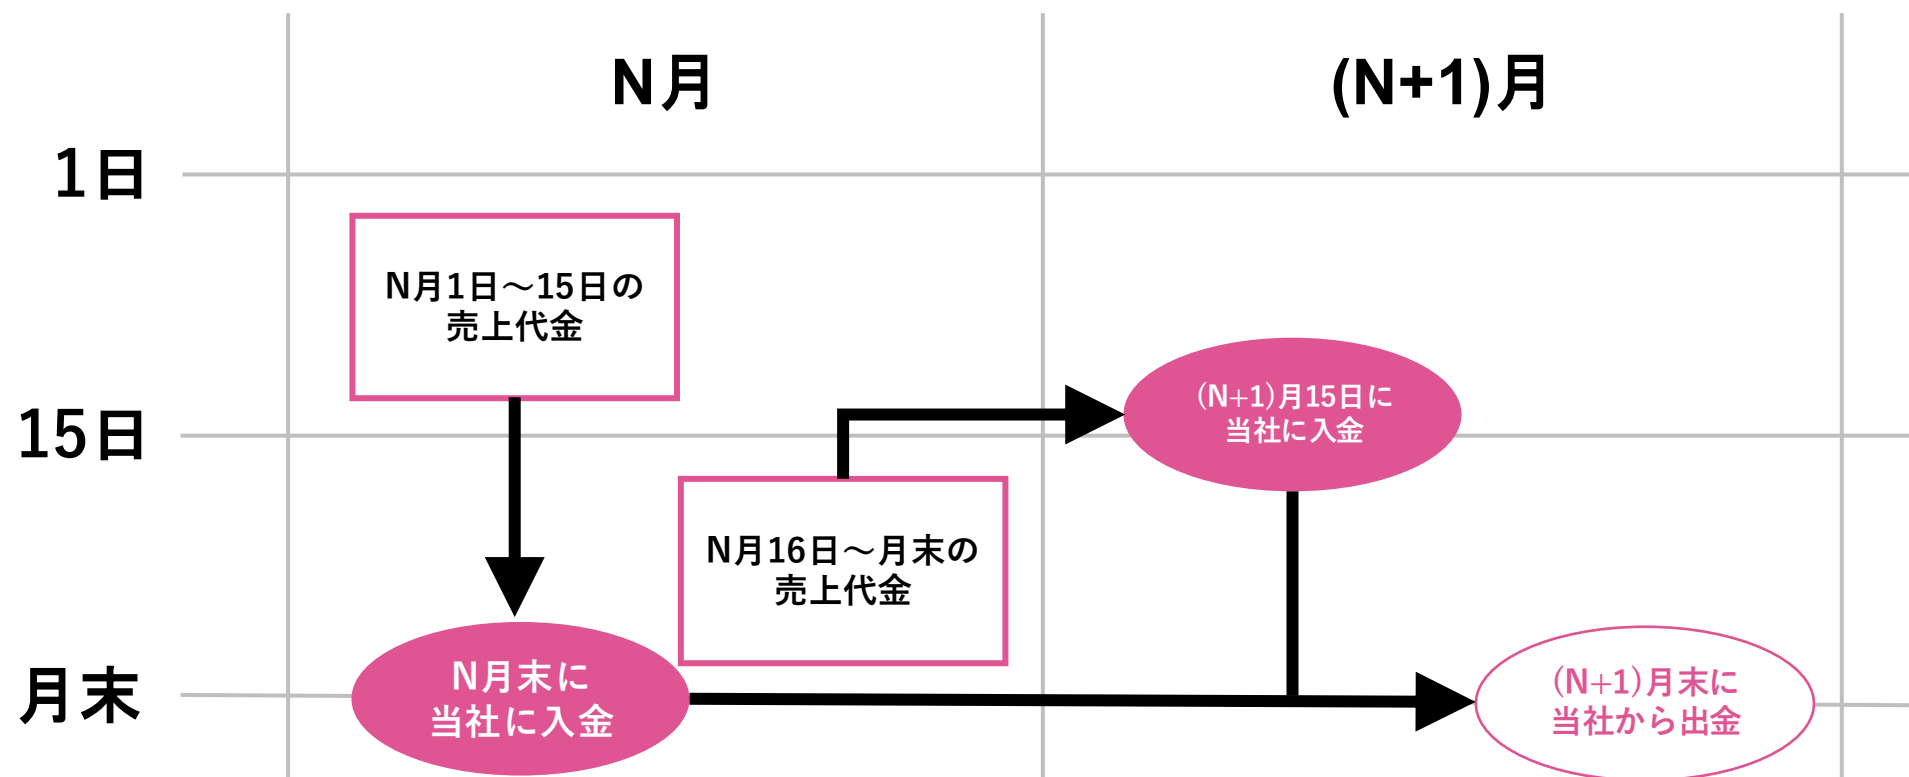 N月
(N+1)月
1日
N月1日～15日の
売上代金
(N+1)月15日に
当社に入金
15日
N月16日～月末の
売上代金
月末
N月末に
当社に入金
(N+1)月末に
当社から出金